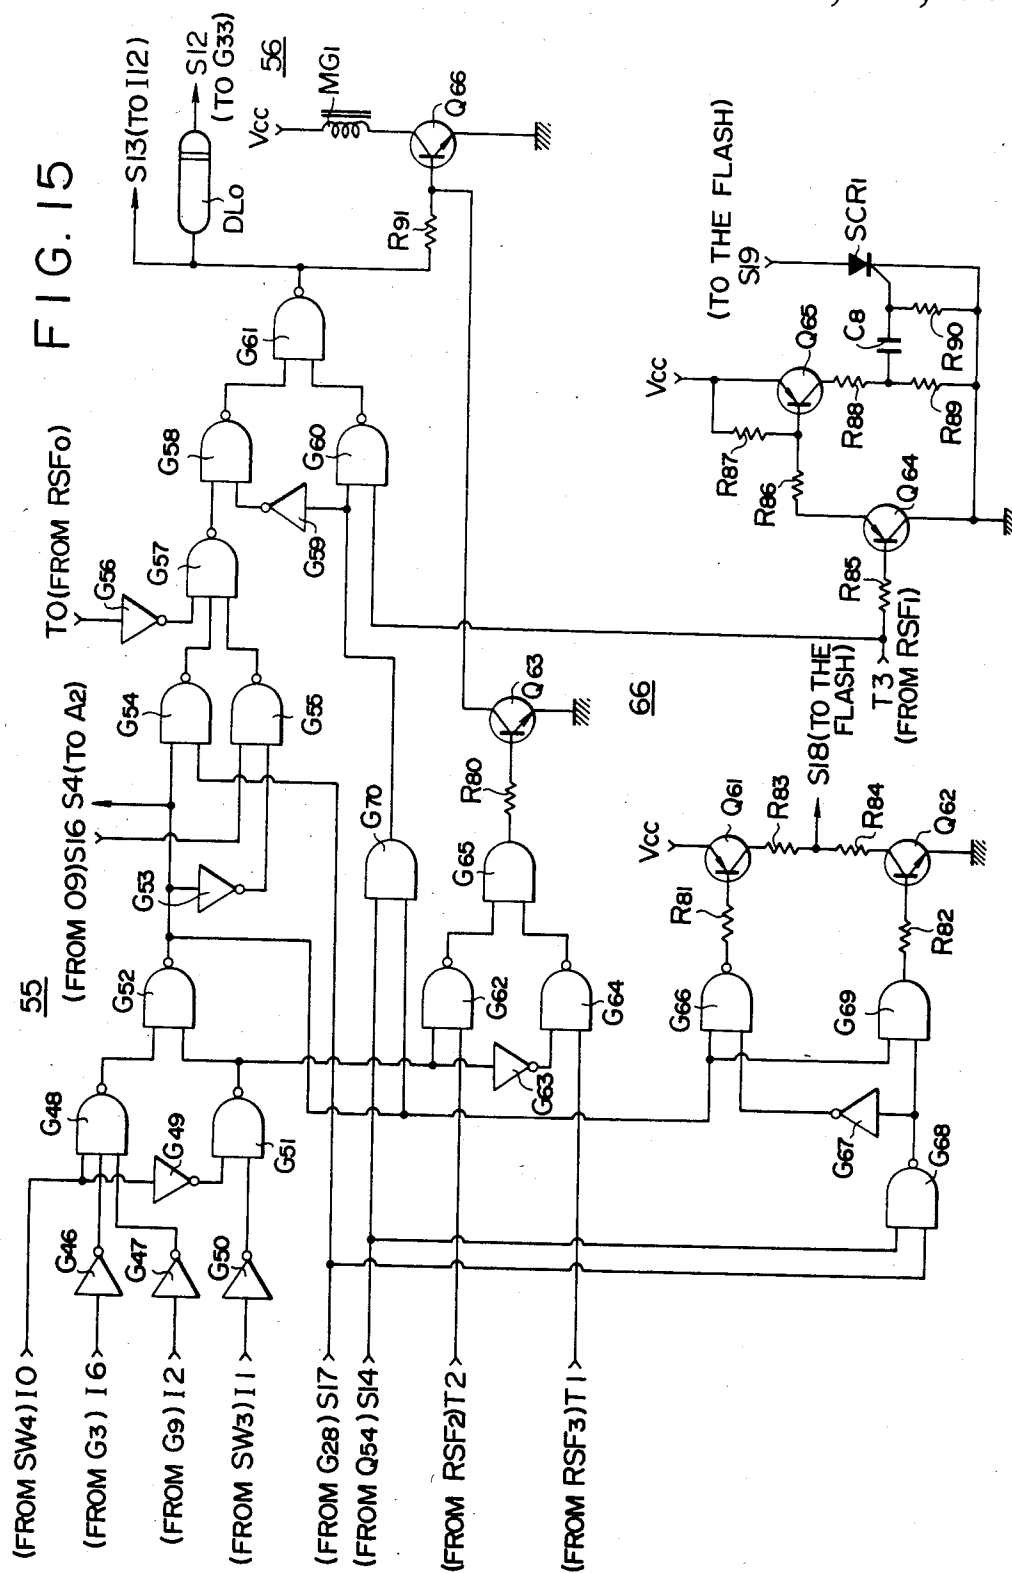 FIG. 15
S13(TO I12)
S12
(TO G33)
56
DLO
Vcc
MG1
Q66
R91
G61
G58
G60
G59
TO(FROM RSFO)
G56
G57
G54
G55
(FROM O9)S16 S4(TO A2)
G53
55
G52
G48
G49
G51
G46
G47
G50
(FROM SW4)I0
(FROM G3) I6
(FROM G9) I2
(FROM SW3)I1
(FROM G28) S17
(FROM Q54) S14
(FROM RSF2)T2
(FROM RSF3)T1
G70
G62
G63
G64
G65
R80
Q63
66
G66
G67
G68
G69
R81
R82
Vcc
Q61
R83
S18(TO THE
FLASH)
R84
Q62
T3
(FROM RSF1)
R85
Q64
R86
R87
Vcc
Q65
R88
R89
C8
R90
SCR1
(TO THE FLASH)
S19